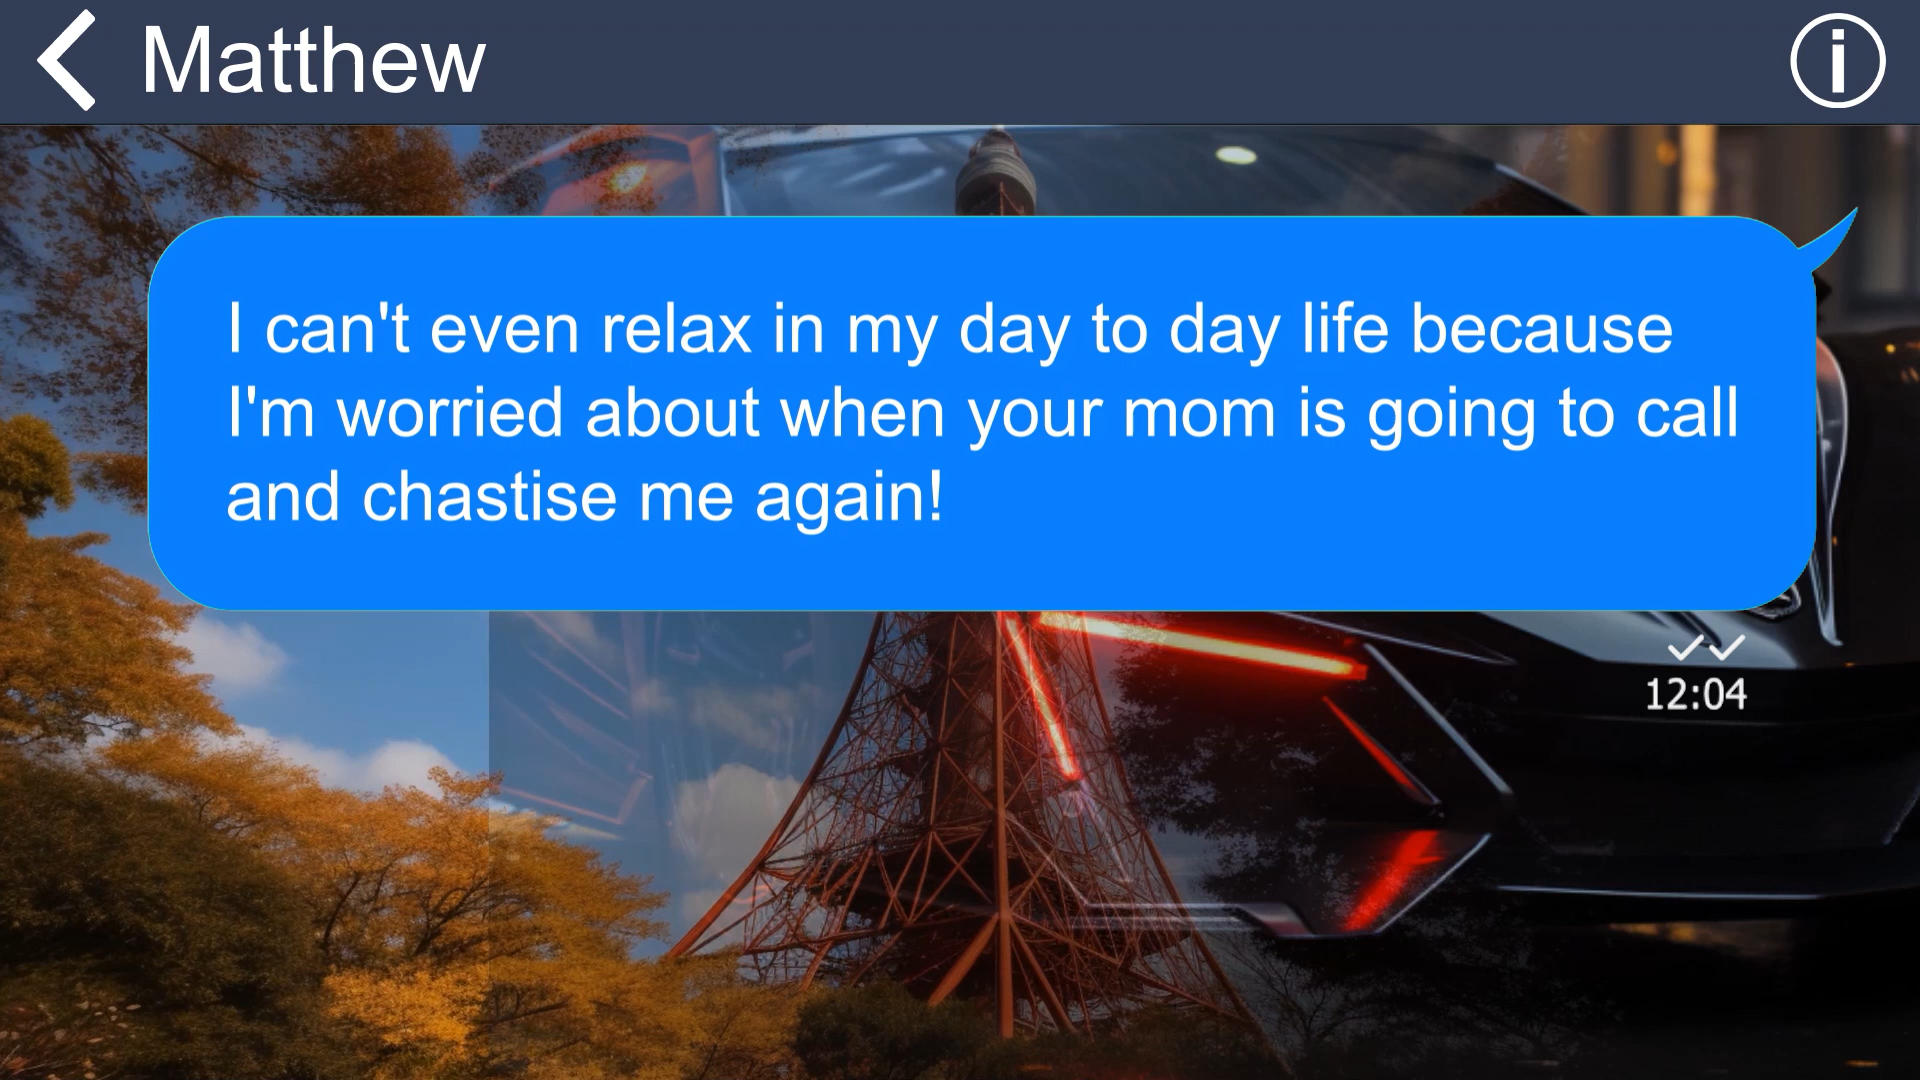 Matthew
I can't even relax in my day to day life because
I'm worried about when your mom is going to call
and chastise me again!
12:04